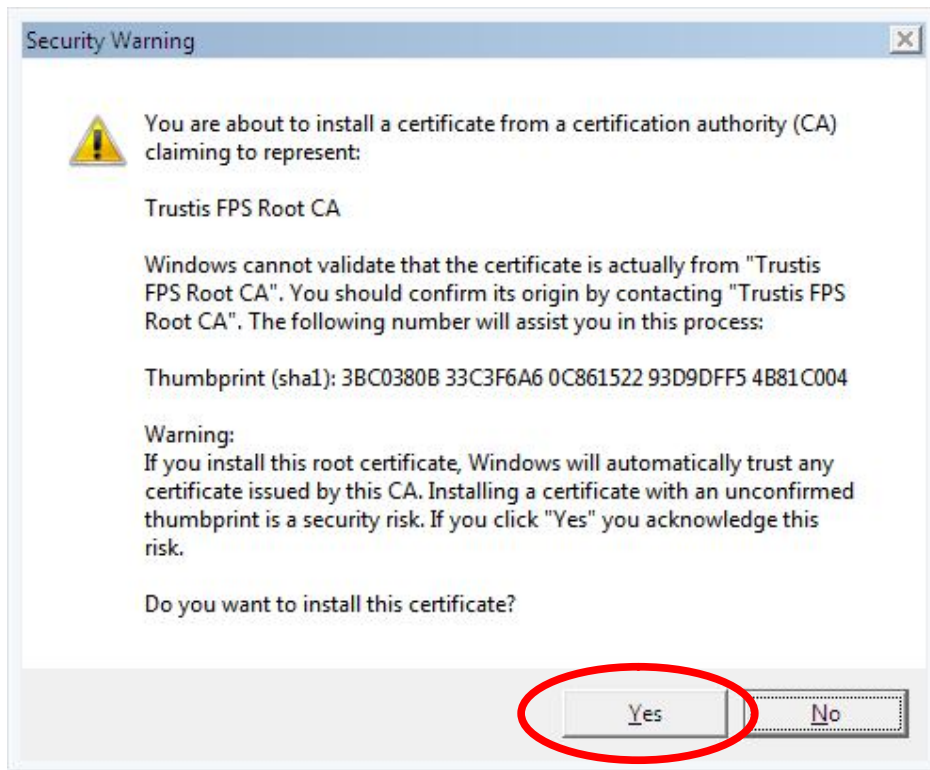 Security Warning
You are about to install a certificate from a certification authority (CA)
claiming to represent:
Trustis FPS Root CA
Windows cannot validate that the certificate is actually from "Trustis
FPS Root CA". You should confirm its origin by contacting "Trustis FPS
Root CA". The following number will assist you in this process:
Thumbprint (sha1): 3BC0380B 33C3F6A6 0C861522 93D9DFF5 4B81C004
Warning:
If you install this root certificate, Windows will automatically trust any
certificate issued by this CA. Installing a certificate with an unconfirmed
thumbprint is a security risk. If you click "Yes" you acknowledge this
risk.
Do you want to install this certificate?
Yes No